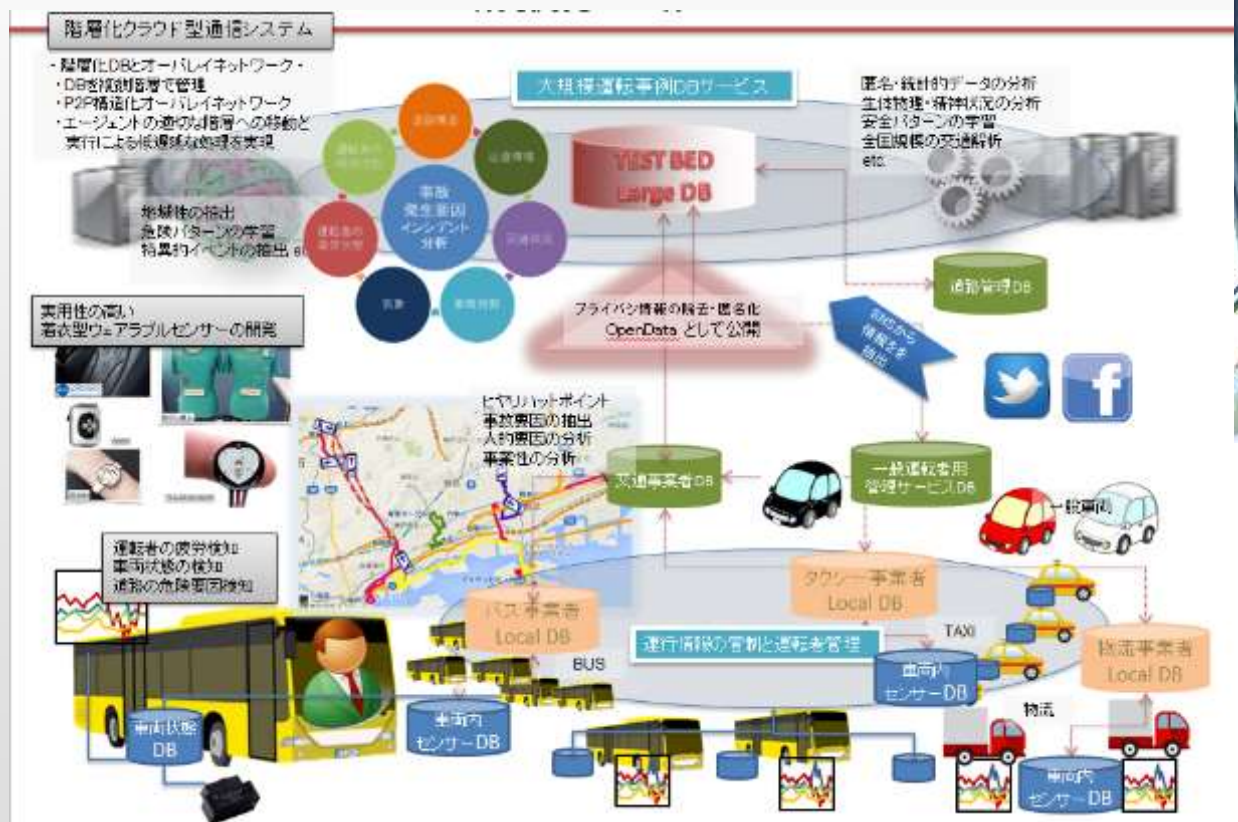 階層化クラウド型通信システム
・階層化DBとオーバレイネットワーク・
・DBを複数階層で管理
・P2P構造化オーバレイネットワーク
・エージェントの適切な階層への移動と
実行による低遅延な処理を実現
大規模運転事例DBサービス
匿名・統計的データの分析
生体物理・精神状況の分析
安全パターンの学習
全国規模の交通解析
etc.
TEST BED
Large DB
地域性の抽出
危険パターンの学習
特異的イベントの抽出
事故
発生要因
インシデント
分析
気象
道路管理DB
実用性の高い
着衣型ウェアラブルセンサーの開発
プライバシ情報の除去・匿名化
OpenData として公開
SNSから
情報を
抽出
ヒヤリハットポイント
事故要因の抽出
人的要因の分析
事業性の分析
交通事業者DB
一般運転者用
管理サービスDB
一般車両
運転者の疲労検知
車両状態の検知
道路の危険要因検知
バス事業者
Local DB
タクシー事業者
Local DB
運行情報の管制と運転者管理
TAXI
BUS
物流事業者
Local DB
車両内
センサーDB
物流
車両状態
DB
車両内
センサーDB
車両内
センサーDB